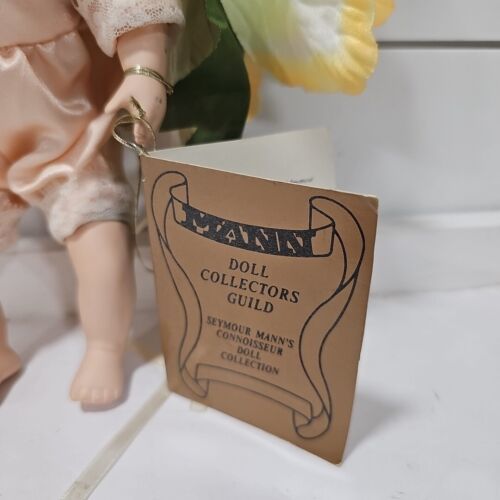 MANN
DOLL
COLLECTORS
GUILD
SEYMOUR MANN'S
CONNOISSEUR
DOLL
COLLECTION